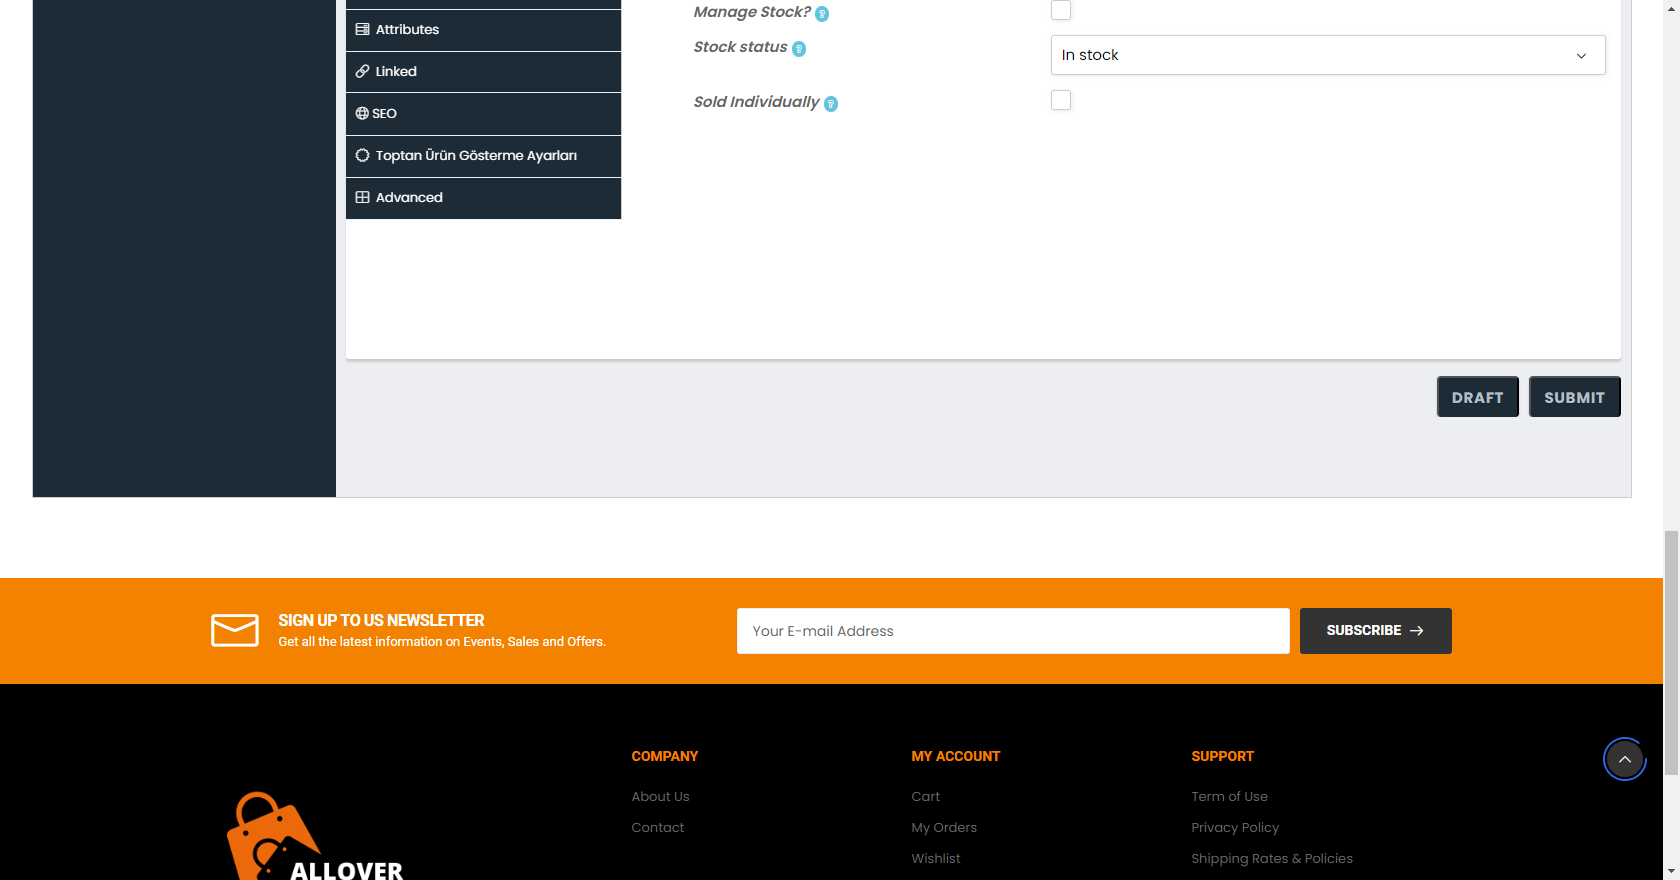 Manage Stock?
Attributes
Stock status
In stock
Linked
Sold Individually
SEO
Toptan Ürün Gösterme Ayarları
Advanced
DRAFT
SUBMIT
SIGN UP TO US NEWSLETTER
Get all the latest information on Events, Sales and Offers.
Your E-mail Address
SUBSCRIBE
COMPANY
About Us
Contact
MY ACCOUNT
Cart
My Orders
Wishlist
SUPPORT
Term of Use
Privacy Policy
Shipping Rates & Policies
ALLOVER